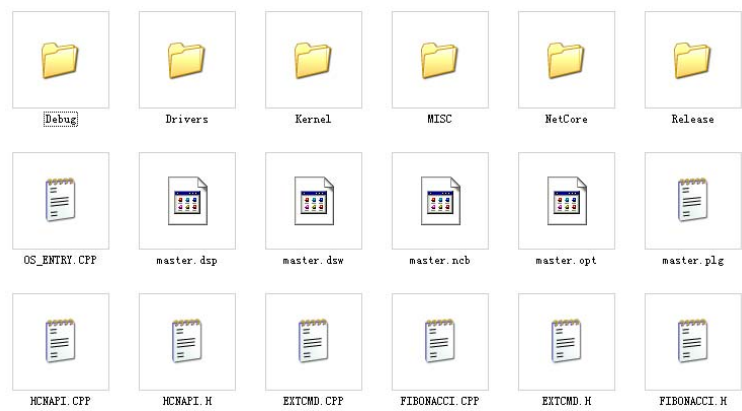 Debug Drivers Kernel MISC NetCore Release
OS_ENTRY.CPP master.dsp master.dsw master.ncb master.opt master.plg
HCNAPI.CPP HCNAPI.H EXTCMD.CPP FIBONACCI.CPP EXTCMD.H FIBONACCI.H